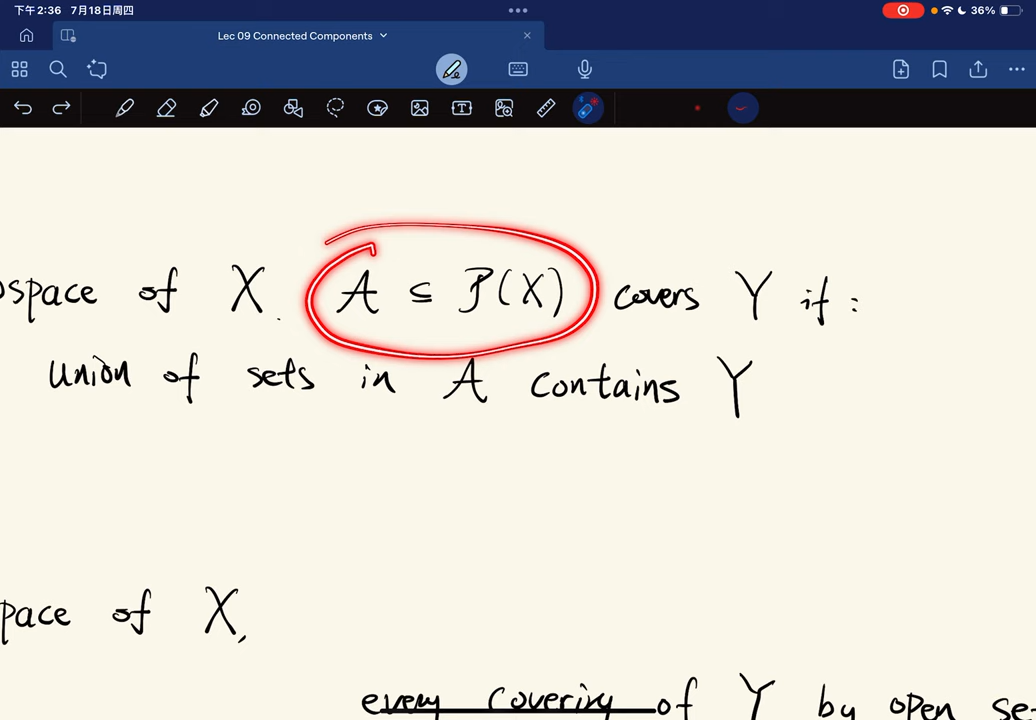 下午2:36 7月18日周四
36%
Lec 09 Connected Components
space of X. A ⊆ P(X) covers Y if:
union of sets in A contains Y
pace of X,
every covering of Y by open se